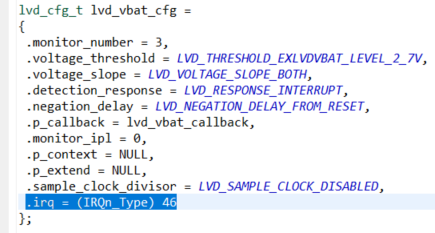 lvd_cfg_t lvd_vbat_cfg =
{
.monitor_number = 3,
.voltage_threshold = LVD_THRESHOLD_EXLVDVBAT_LEVEL_2_7V,
.voltage_slope = LVD_VOLTAGE_SLOPE_BOTH,
.detection_response = LVD_RESPONSE_INTERRUPT,
.negation_delay = LVD_NEGATION_DELAY_FROM_RESET,
.p_callback = lvd_vbat_callback,
.monitor_ipl = 0,
.p_context = NULL,
.p_extend = NULL,
.sample_clock_divisor = LVD_SAMPLE_CLOCK_DISABLED,
.irq = (IRQn_Type) 46
};